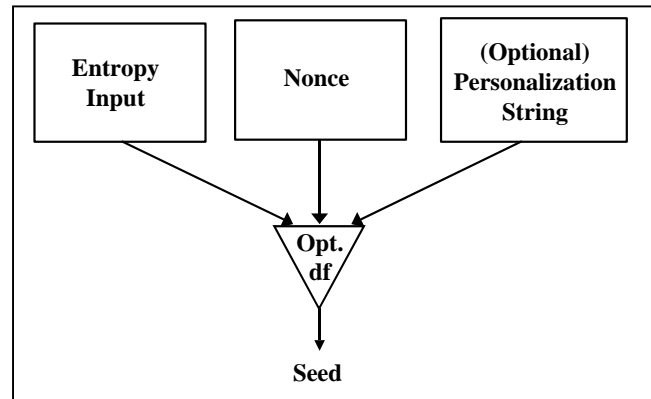 Entropy
Input
Nonce
(Optional)
Personalization
String
Opt.
df
Seed